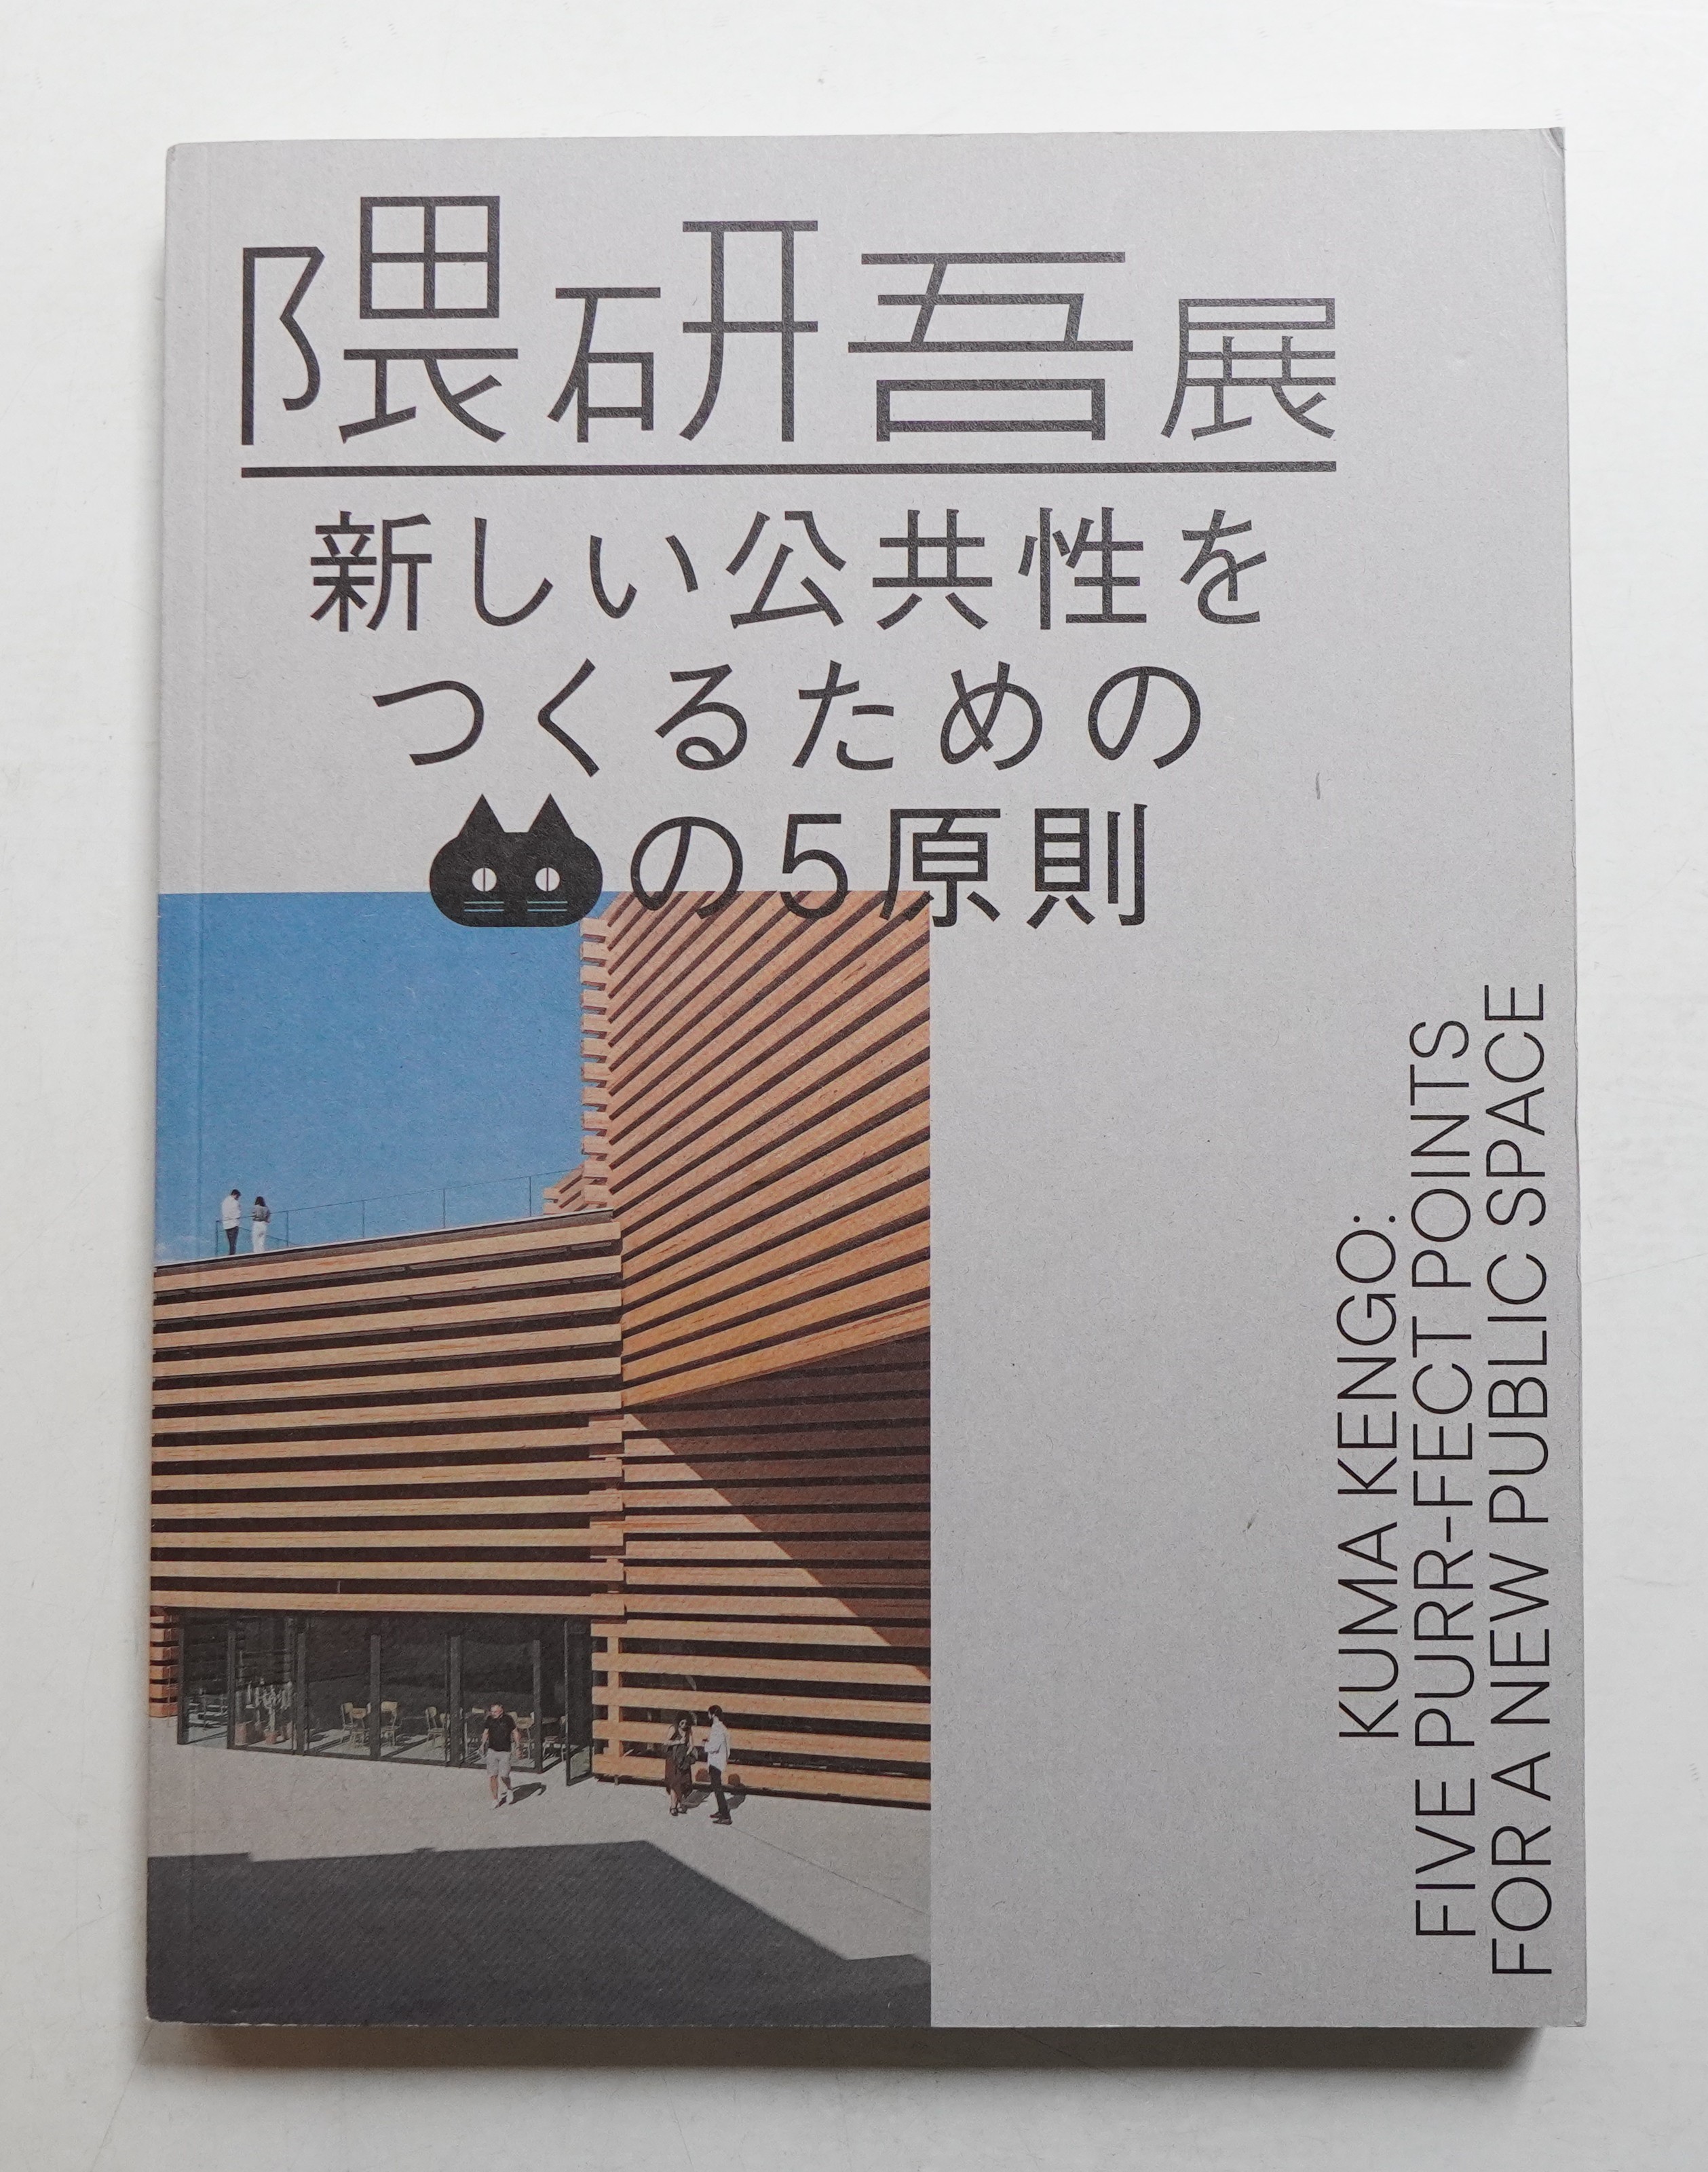 隈研吾展
新しい公共性を
つくるための
の5原則
KUMA KENGO:
FIVE PURR-FECT POINTS
FOR A NEW PUBLIC SPACE